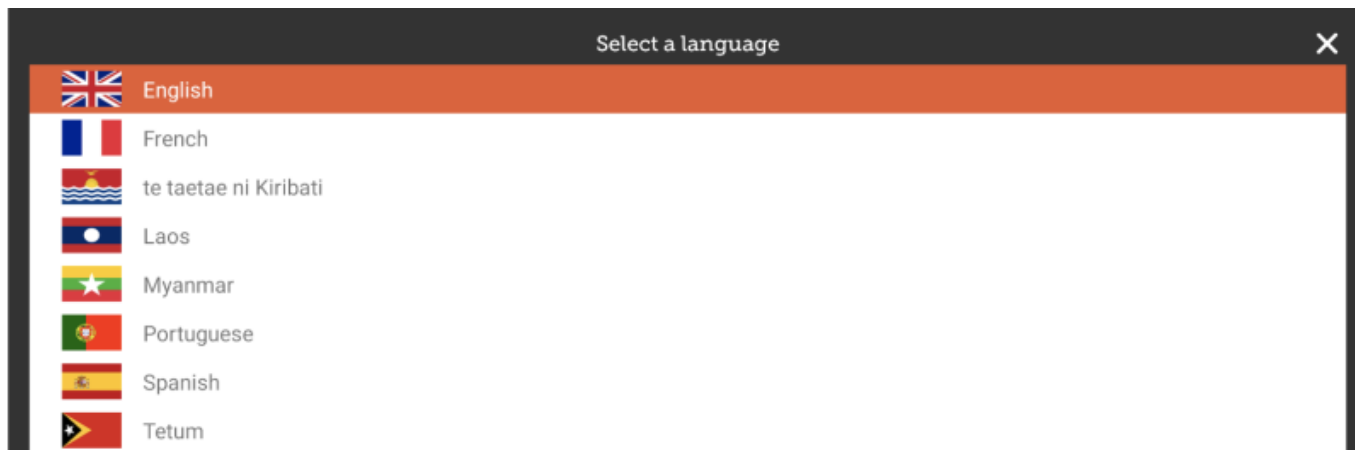 Select a language
English
French
te taetae ni Kiribati
Laos
Myanmar
Portuguese
Spanish
Tetum